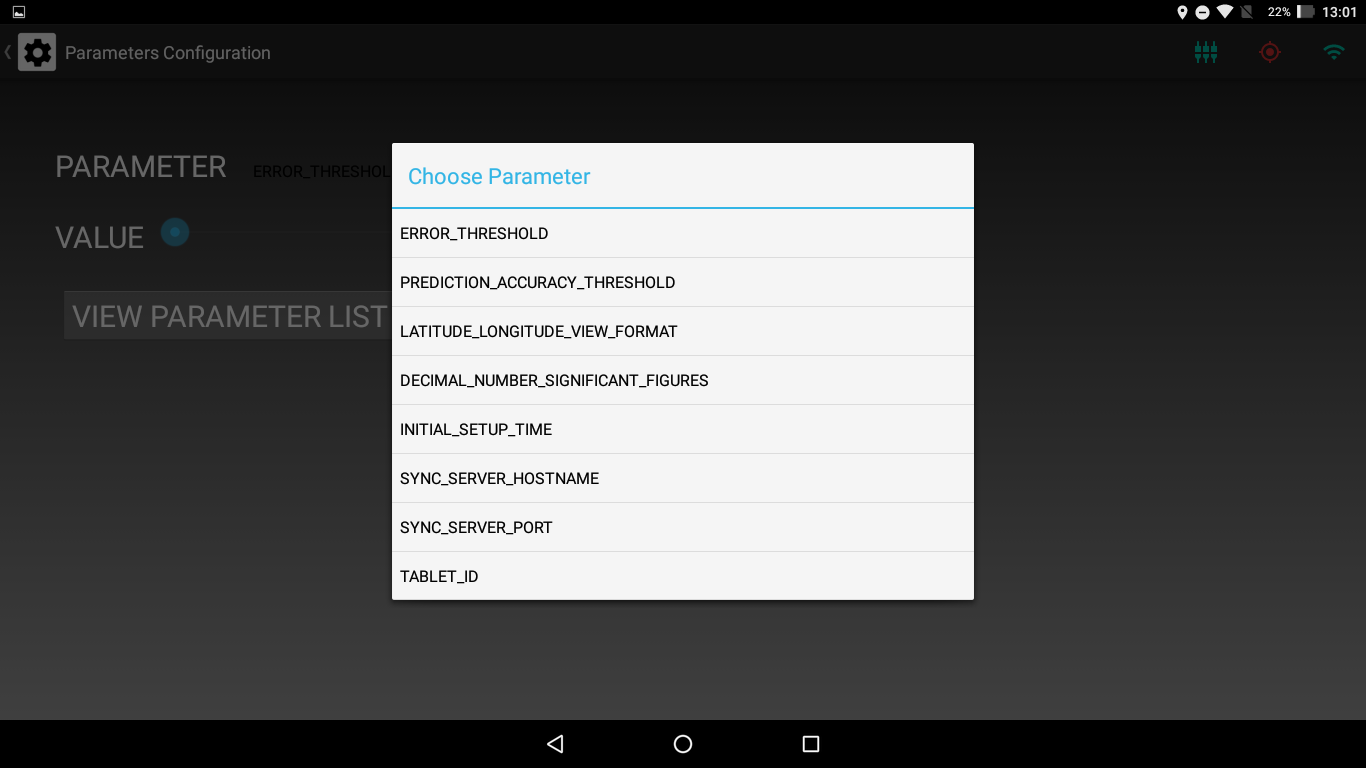 22% 13:01
Parameters Configuration
PARAMETER ERROR_THRESHOL
VALUE
VIEW PARAMETER LIST
Choose Parameter
ERROR_THRESHOLD
PREDICTION_ACCURACY_THRESHOLD
LATITUDE_LONGITUDE_VIEW_FORMAT
DECIMAL_NUMBER_SIGNIFICANT_FIGURES
INITIAL_SETUP_TIME
SYNC_SERVER_HOSTNAME
SYNC_SERVER_PORT
TABLET_ID